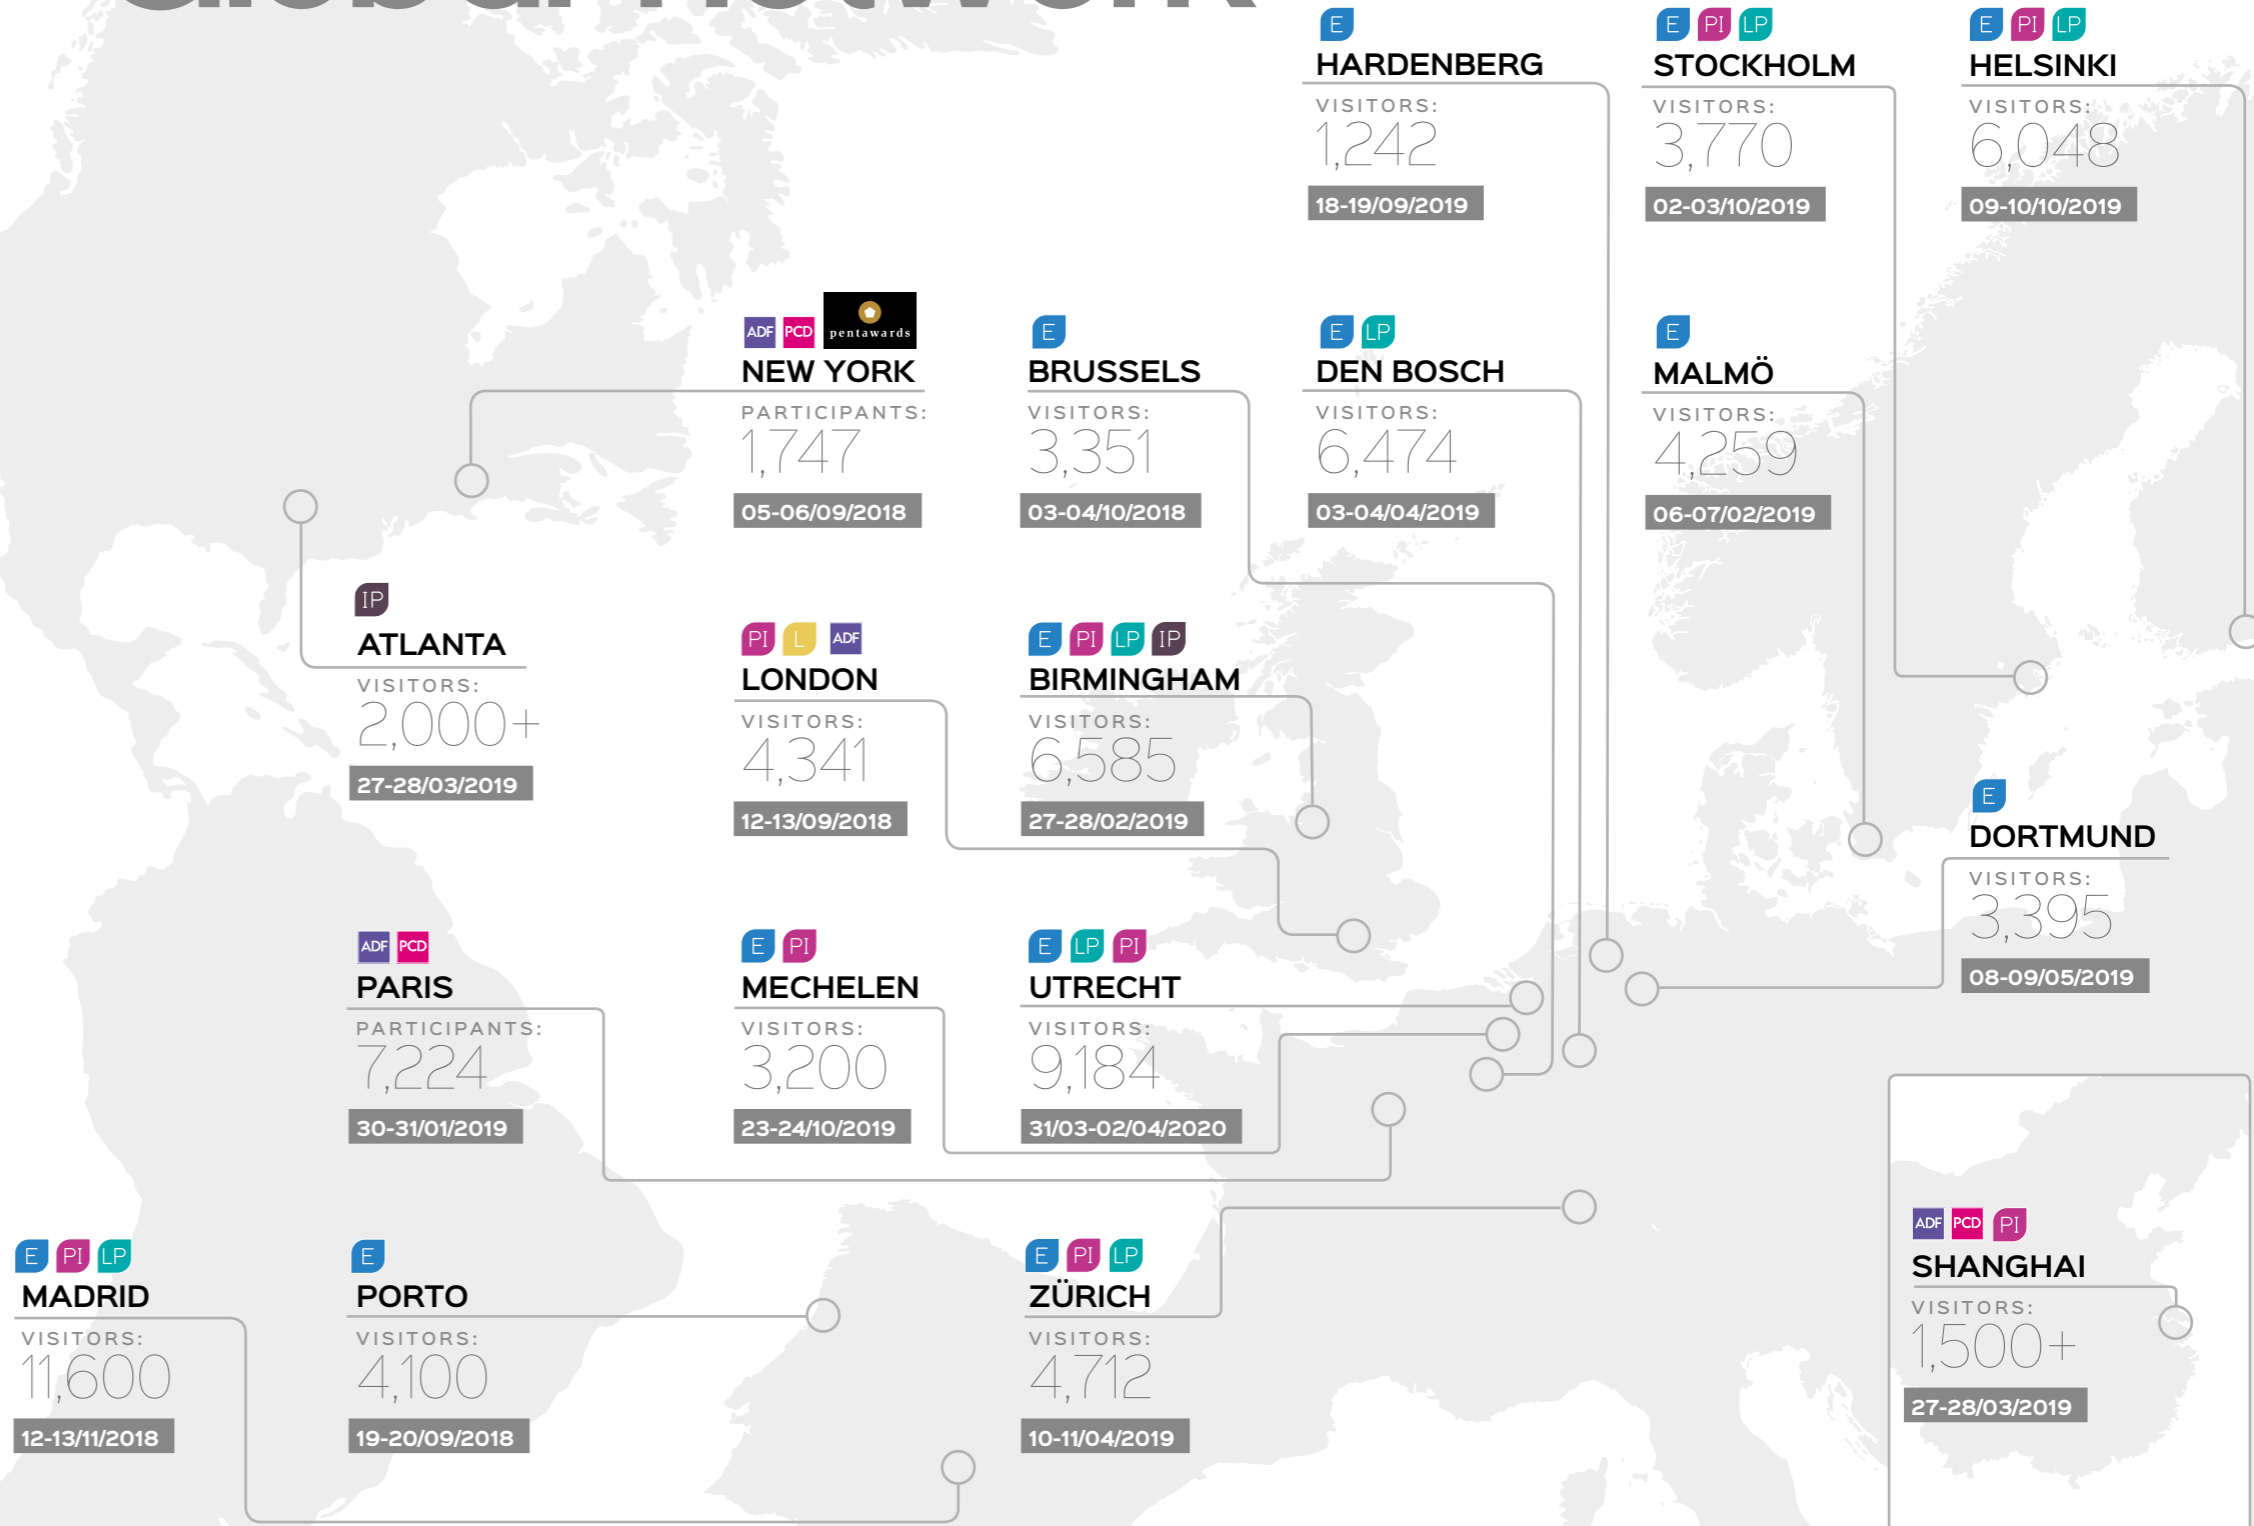 Global network
E
HARDENBERG
VISITORS:
1,242
18-19/09/2019
E PI LP
STOCKHOLM
VISITORS:
3,770
02-03/10/2019
E PI LP
HELSINKI
VISITORS:
6,048
09-10/10/2019
ADF PCD pentawards
NEW YORK
PARTICIPANTS:
1,747
05-06/09/2018
E
BRUSSELS
VISITORS:
3,351
03-04/10/2018
E LP
DEN BOSCH
VISITORS:
6,474
03-04/04/2019
E
MALMÖ
VISITORS:
4,259
06-07/02/2019
IP
ATLANTA
VISITORS:
2,000+
27-28/03/2019
PI L ADF
LONDON
VISITORS:
4,341
12-13/09/2018
E PI LP IP
BIRMINGHAM
VISITORS:
6,585
27-28/02/2019
E
DORTMUND
VISITORS:
3,395
08-09/05/2019
ADF PCD
PARIS
PARTICIPANTS:
7,224
30-31/01/2019
E PI
MECHELEN
VISITORS:
3,200
23-24/10/2019
E LP PI
UTRECHT
VISITORS:
9,184
31/03-02/04/2020
E PI LP
MADRID
VISITORS:
11,600
12-13/11/2018
E
PORTO
VISITORS:
4,100
19-20/09/2018
E PI LP
ZÜRICH
VISITORS:
4,712
10-11/04/2019
ADF PCD PI
SHANGHAI
VISITORS:
1,500+
27-28/03/2019